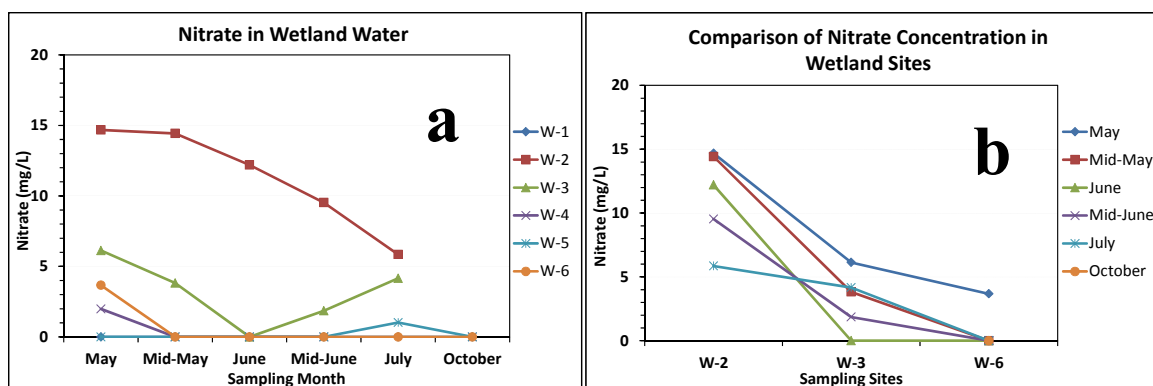 Nitrate in Wetland Water
a
20
15
10
5
0
Nitrate (mg/L)
May Mid-May June Mid-June July October
Sampling Month
W-1
W-2
W-3
W-4
W-5
W-6
Comparison of Nitrate Concentration in
Wetland Sites
b
20
15
10
5
0
Nitrate (mg/L)
W-2 W-3 W-6
Sampling Sites
May
Mid-May
June
Mid-June
July
October